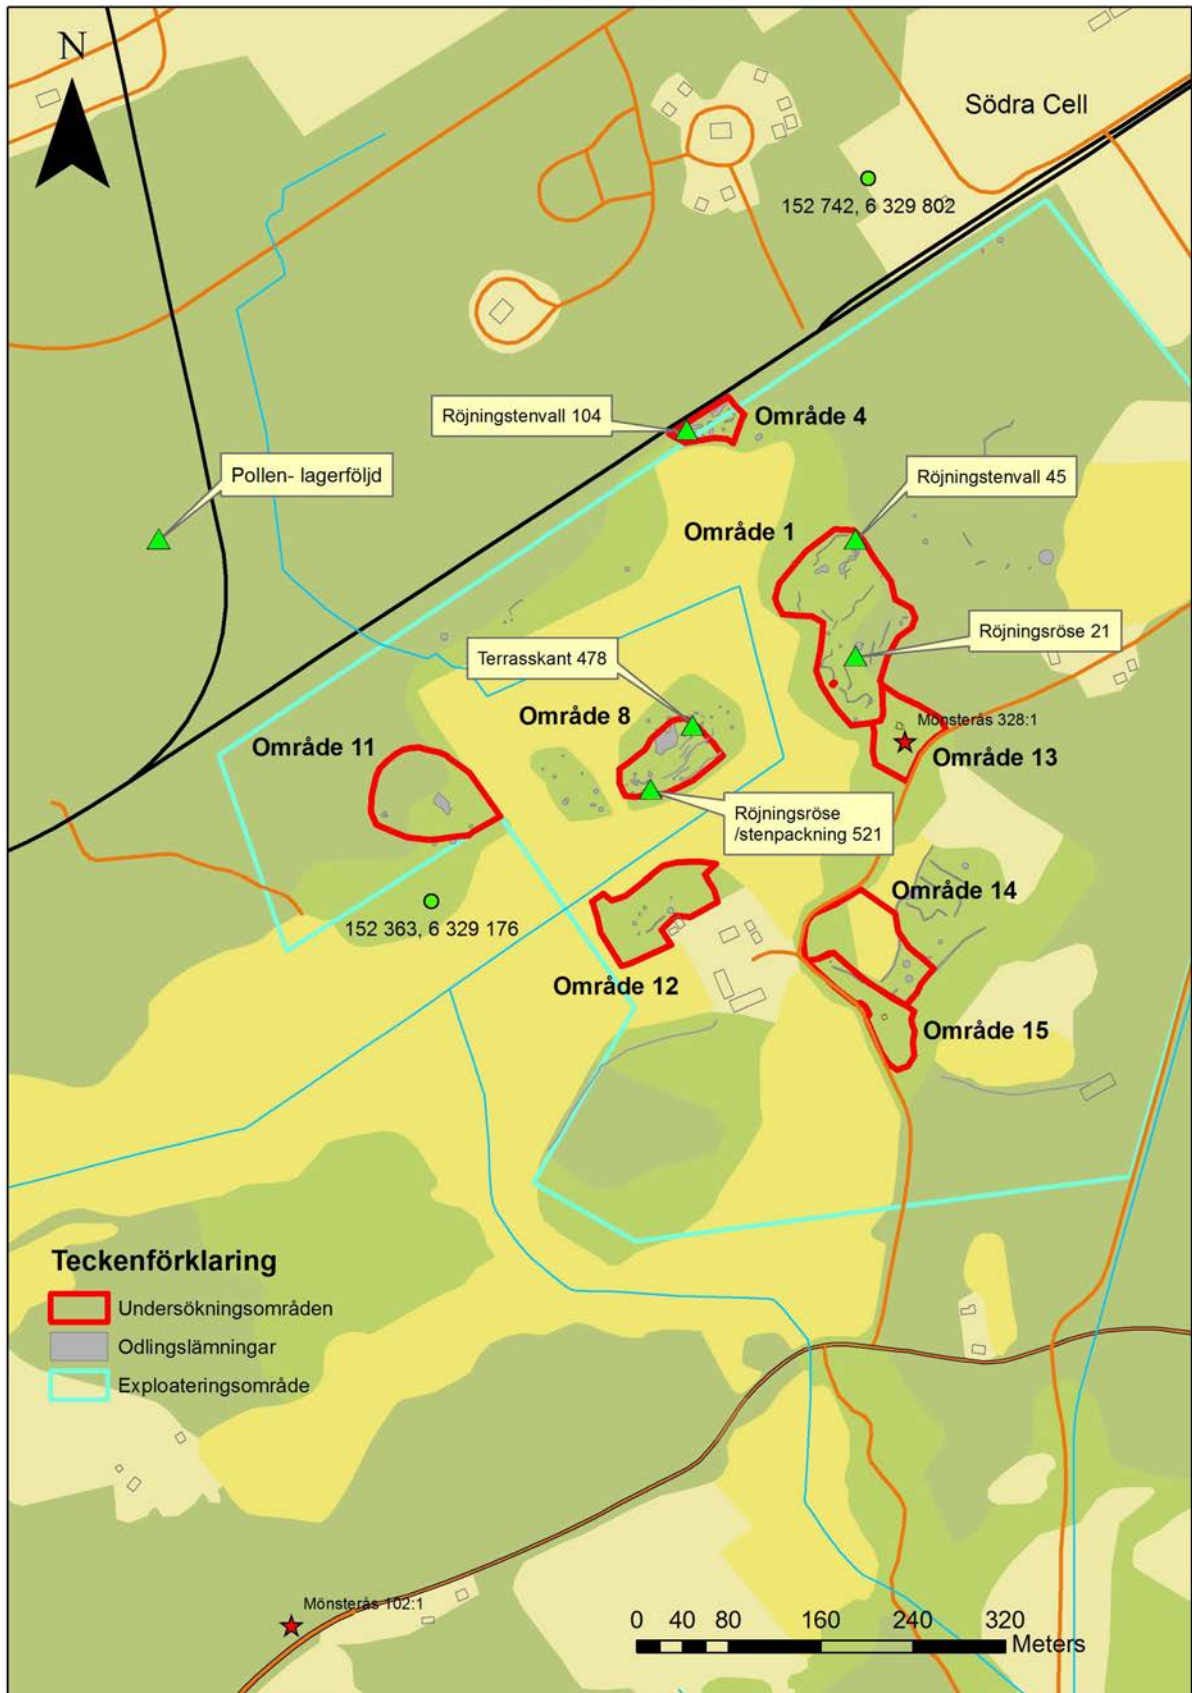 N
Södra Cell
152 742, 6 329 802
Röjningstenvall 104
Område 4
Pollen- lagerföljd
Röjningstenvall 45
Område 1
Röjningsröse 21
Terrasskant 478
Område 8
Mönsterås 328:1
Område 11
Område 13
Röjningsröse
/stenpackning 521
Område 14
152 363, 6 329 176
Område 12
Område 15
Teckenförklaring
Undersökningsområden
Odlingslämningar
Exploateringsområde
Mönsterås 102:1
0 40 80 160 240 320
Meters